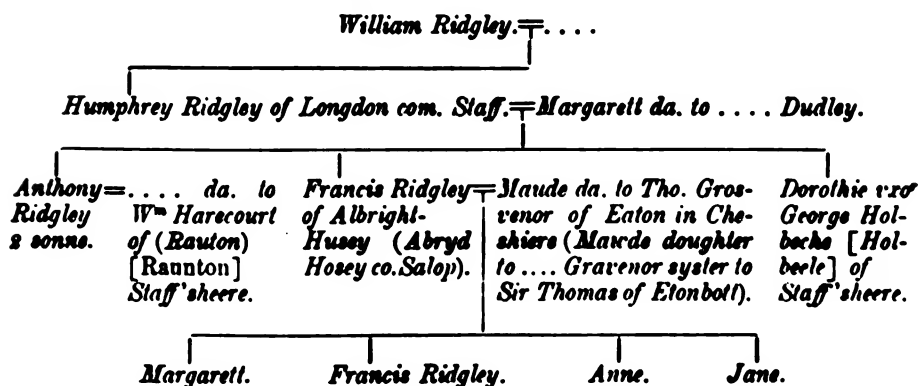 William Ridgley.=. . . .
Humphrey Ridgley of Longdon com. Staff.=Margarett da. to . . . . Dudley.
Anthony=. . . . da. to
Ridgley Wᵐ Harecourt
2 sonne. of (Rauton)
[Raunton]
Staff'sheere.
Francis Ridgley=
of Albright-
Husey (Abryd
Hosey co. Salop).
Maude da. to Tho. Gros-
venor of Eaton in Che-
shiere (Mawde doughter
to .... Gravenor syster to
Sir Thomas of Etonbott).
Dorothie vxor
George Hol-
beche [Hol-
beele] of
Staff'sheere.
Margarett. Francis Ridgley. Anne. Jane.